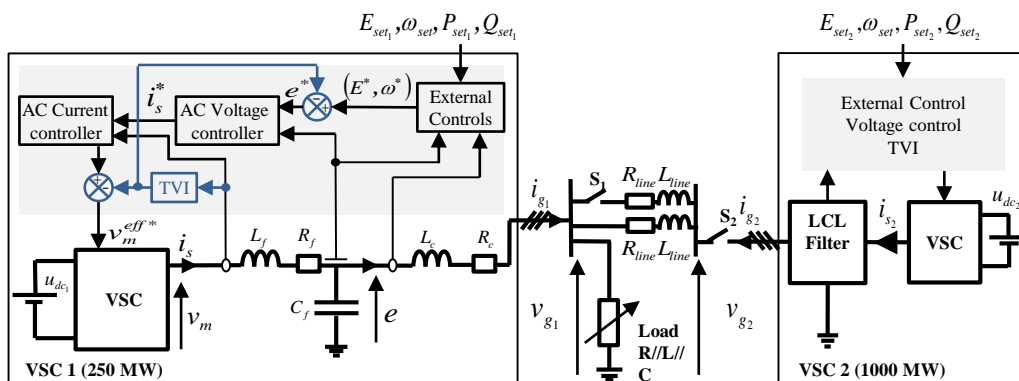 E_set1, ω_set, P_set1, Q_set1
E_set2, ω_set, P_set2, Q_set2
i_s^*
e^*
(E^*, ω^*)
AC Current
controller
AC Voltage
controller
External
Controls
-
+
+
-
TVI
v_m^eff*
i_s
L_f
R_f
L_c
R_c
u_dc1
VSC
v_m
C_f
e
VSC 1 (250 MW)
i_g1
S1
R_line L_line
R_line L_line
S2
i_g2
v_g1
Load
R//L//
C
v_g2
External Control
Voltage control
TVI
LCL
Filter
i_s2
VSC
u_dc2
VSC 2 (1000 MW)